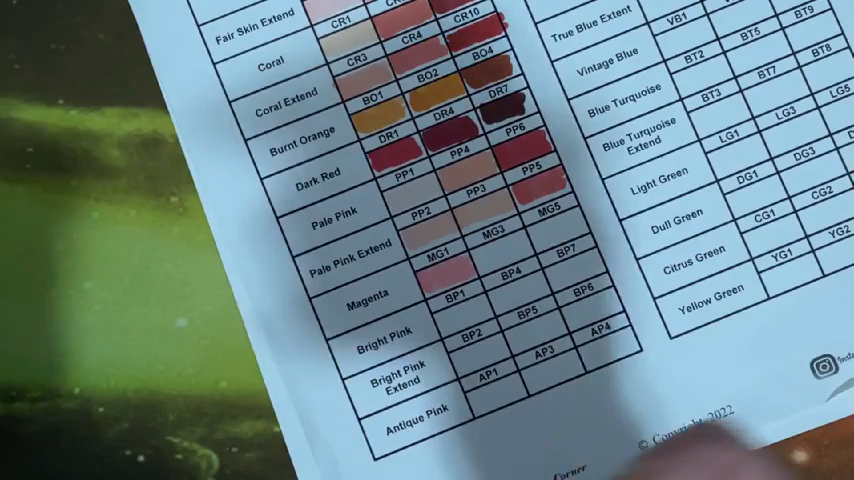 Fair Skin Extend
CR1
CR10
Coral
CR3 CR4
BO4
Coral Extend
BO1 BO2
DR7
Burnt Orange
DR1 DR4 PP6
Dark Red
PP1 PP4 PP5
Pale Pink
PP2 PP3 MG5
Pale Pink Extend
MG1 MG3 BP7
Magenta
BP1 BP4 BP6
Bright Pink
BP2 BP5 AP4
Bright Pink
Extend
AP1 AP3
Antique Pink
True Blue Extent
VB1
BT9
Vintage Blue
BT2 BT5 BT8
Blue Turquoise
BT3 BT7 LG5
Blue Turquoise
Extend
LG1 LG3
Light Green
DG1 DG3
Dull Green
CG1 CG2
Citrus Green
YG1 YG2
Yellow Green
© Copyright 2022
Corner